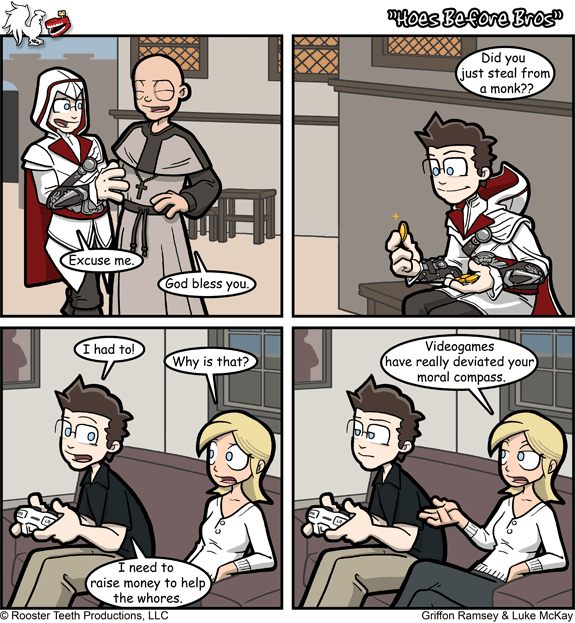 "Hoes Before Bros"
Excuse me.
God bless you.
Did you
just steal from
a monk??
I had to!
Why is that?
I need to
raise money to help
the whores.
Videogames
have really deviated your
moral compass.
© Rooster Teeth Productions, LLC
Griffon Ramsey & Luke McKay